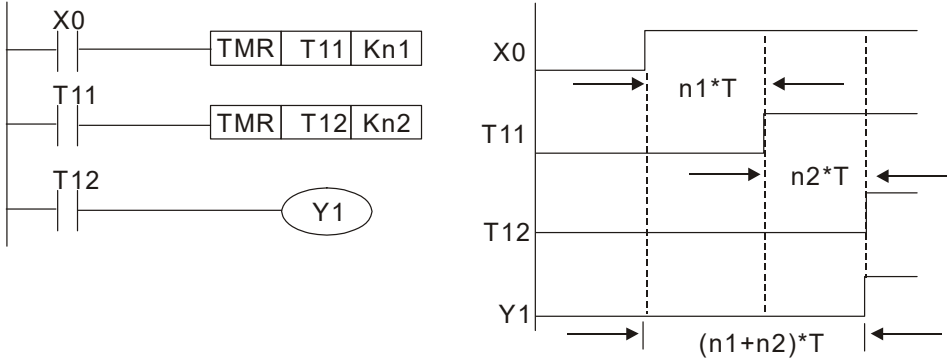 X0
TMR T11 Kn1
T11
TMR T12 Kn2
T12
Y1
X0
n1*T
T11
n2*T
T12
Y1
(n1+n2)*T